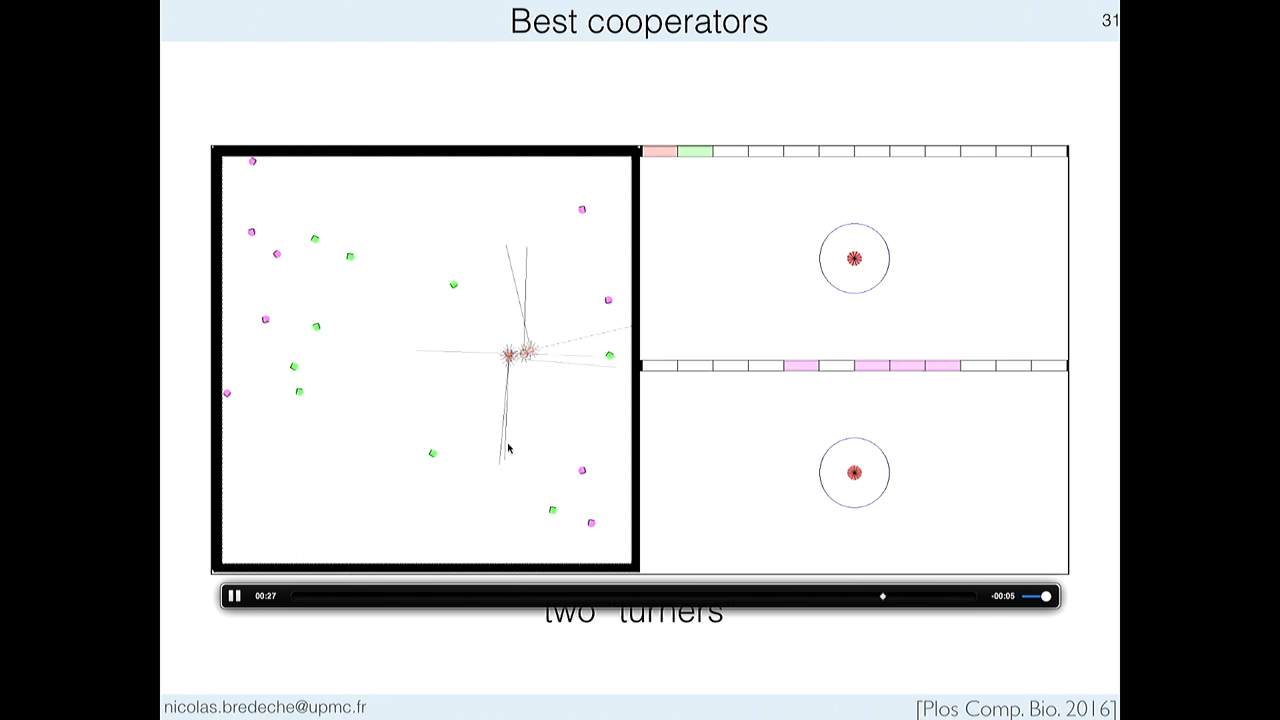 Best cooperators
31
00:27
-00:05
two "turners"
nicolas.bredeche@upmc.fr
[Plos Comp. Bio. 2016]